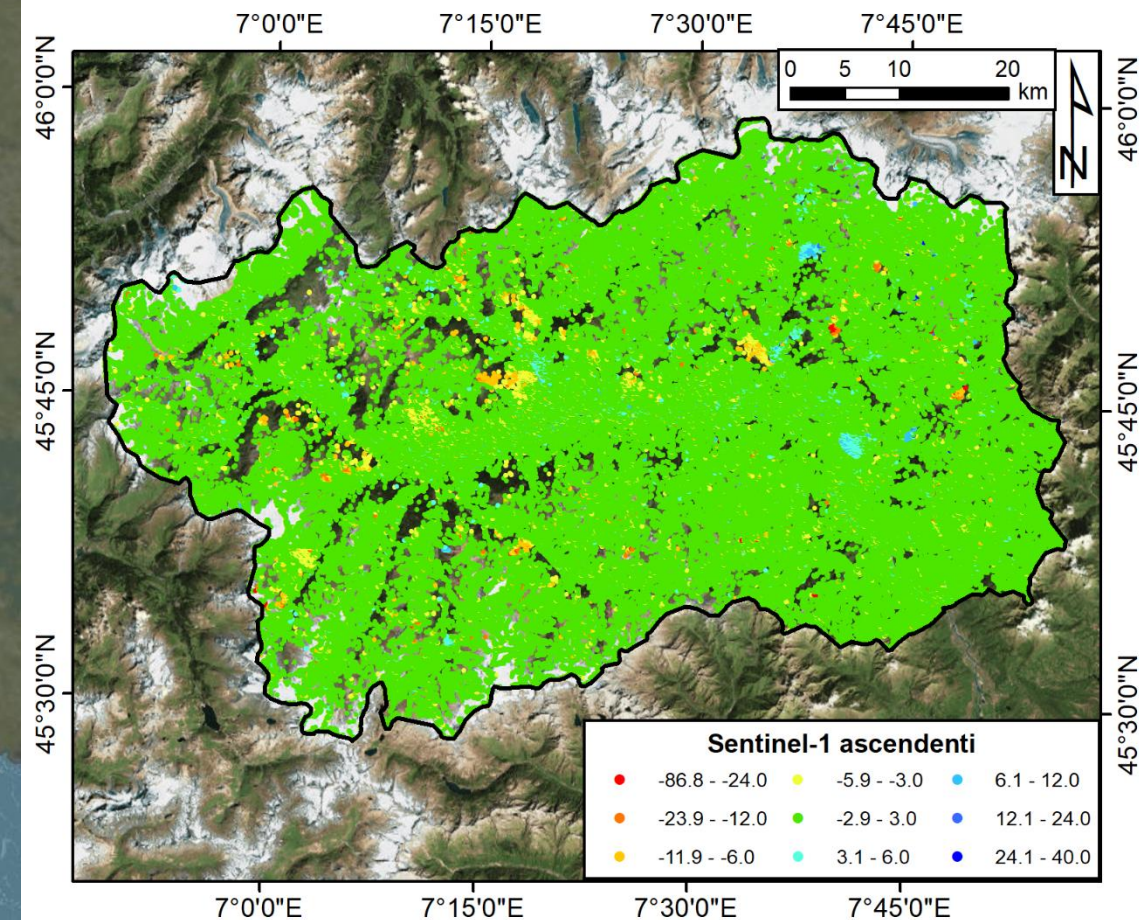 7°0'0"E 7°15'0"E 7°30'0"E 7°45'0"E
0 5 10 20
km
N
46°0'0"N
46°0'0"N
45°45'0"N
45°45'0"N
45°30'0"N
45°30'0"N
Sentinel-1 ascendenti
-86.8 - -24.0 -5.9 - -3.0 6.1 - 12.0
-23.9 - -12.0 -2.9 - 3.0 12.1 - 24.0
-11.9 - -6.0 3.1 - 6.0 24.1 - 40.0
7°0'0"E 7°15'0"E 7°30'0"E 7°45'0"E